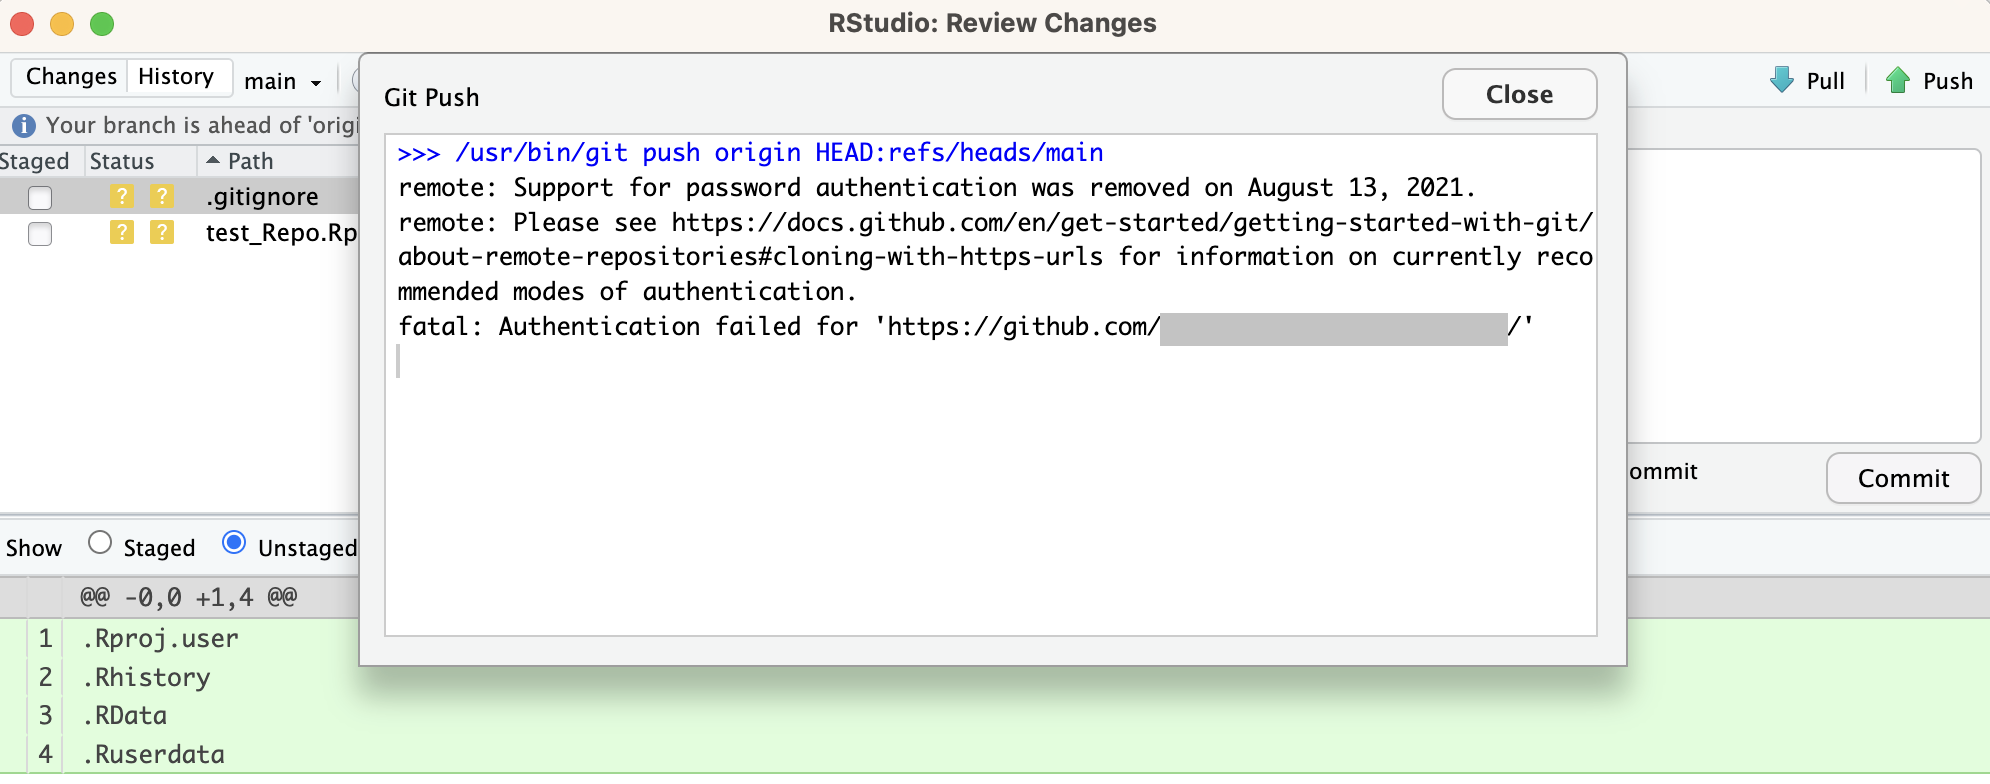 RStudio: Review Changes
Changes History main Pull Push
Your branch is ahead of 'origi
Staged Status Path
? ? .gitignore
? ? test_Repo.Rp
Git Push Close
>>> /usr/bin/git push origin HEAD:refs/heads/main
remote: Support for password authentication was removed on August 13, 2021.
remote: Please see https://docs.github.com/en/get-started/getting-started-with-git/
about-remote-repositories#cloning-with-https-urls for information on currently reco
mmended modes of authentication.
fatal: Authentication failed for 'https://github.com/ /'
ommit Commit
Show Staged Unstaged
@@ -0,0 +1,4 @@
1 .Rproj.user
2 .Rhistory
3 .RData
4 .Ruserdata